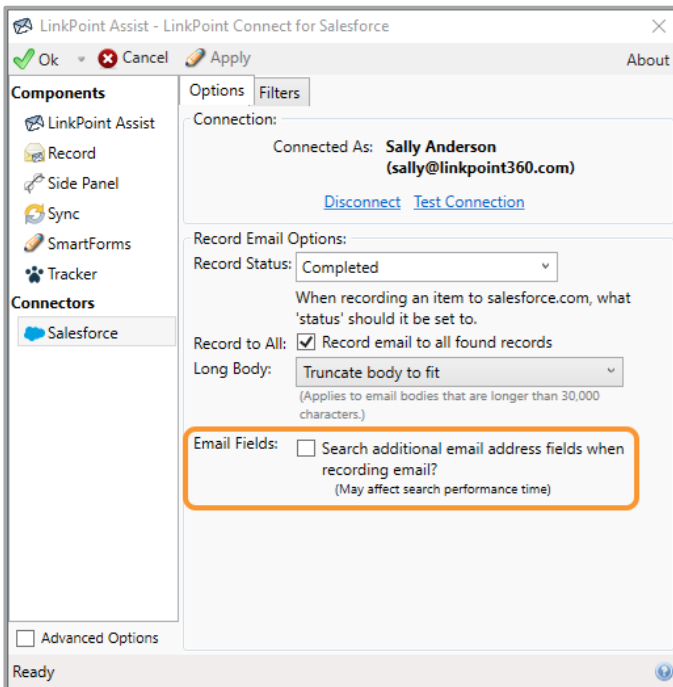 LinkPoint Assist - LinkPoint Connect for Salesforce
Ok Cancel Apply About
Components
LinkPoint Assist
Record
Side Panel
Sync
SmartForms
Tracker
Connectors
Salesforce
Advanced Options
Options Filters
Connection:
Connected As: Sally Anderson
(sally@linkpoint360.com)
Disconnect Test Connection
Record Email Options:
Record Status: Completed
When recording an item to salesforce.com, what
'status' should it be set to.
Record to All: Record email to all found records
Long Body: Truncate body to fit
(Applies to email bodies that are longer than 30,000
characters.)
Email Fields: Search additional email address fields when
recording email?
(May affect search performance time)
Ready